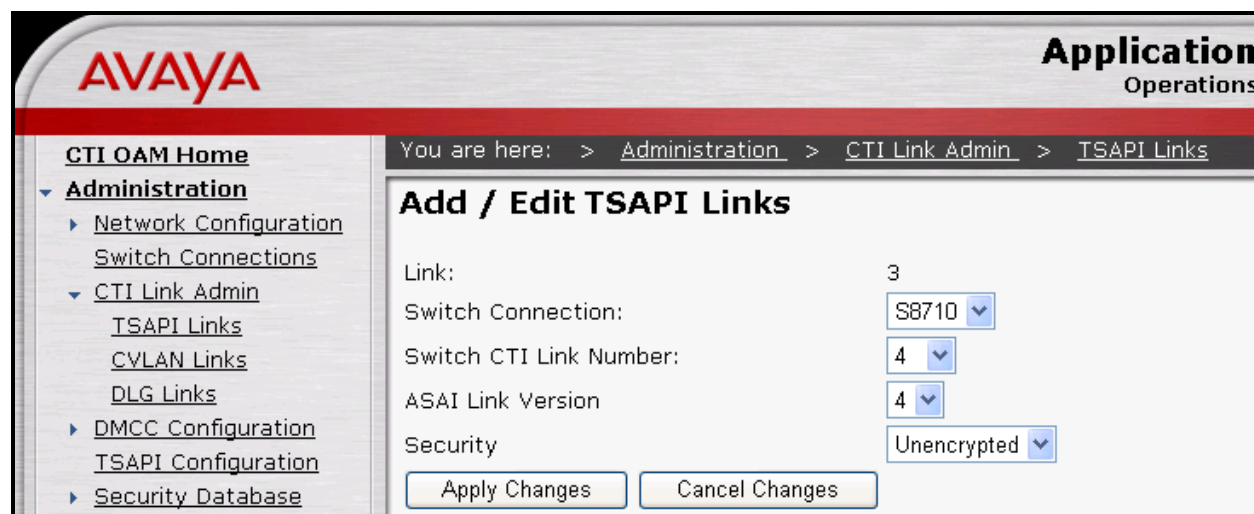 AVAYA
Application
Operations
CTI OAM Home
Administration
Network Configuration
Switch Connections
CTI Link Admin
TSAPI Links
CVLAN Links
DLG Links
DMCC Configuration
TSAPI Configuration
Security Database
You are here: > Administration > CTI Link Admin > TSAPI Links
Add / Edit TSAPI Links
Link: 3
Switch Connection: S8710
Switch CTI Link Number: 4
ASAI Link Version 4
Security Unencrypted
Apply Changes Cancel Changes